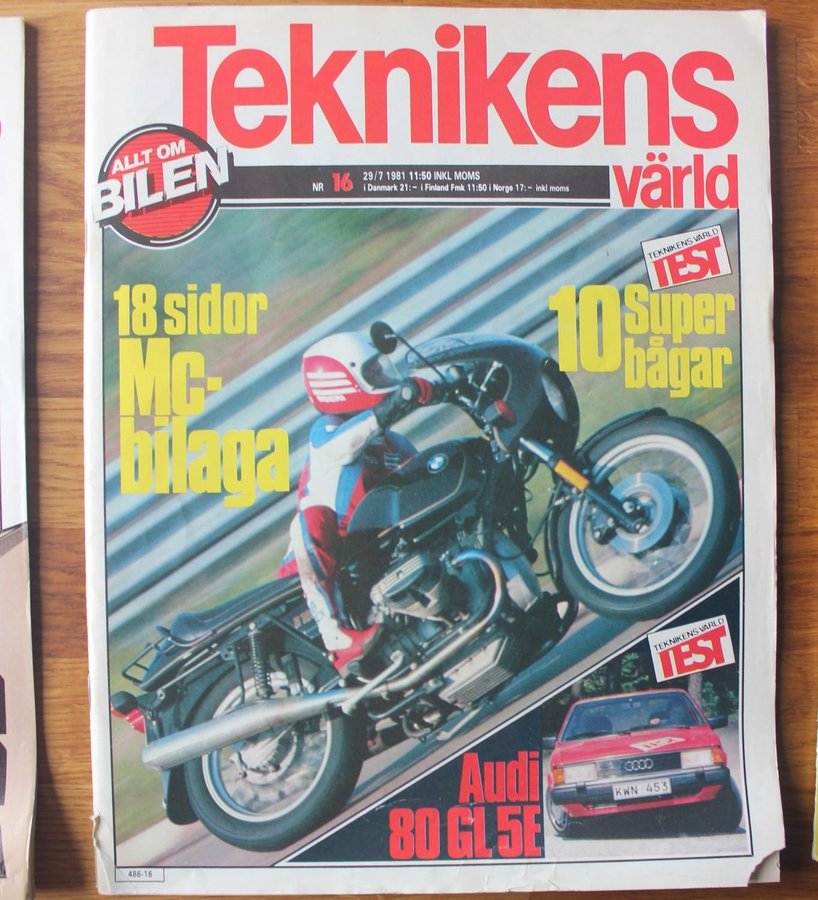 Teknikens
värld
ALLT OM
BILEN
NR 16 29/7 1981 11:50 INKL MOMS
i Danmark 21:- i Finland Fmk 11:50 i Norge 17:- inkl moms
TEKNIKENS VÄRLD
TEST
18 sidor
MC-
bilaga
10 Super
bågar
BMW
TEKNIKENS VÄRLD
TEST
Audi
80 GL 5E
KWN 453
486-16